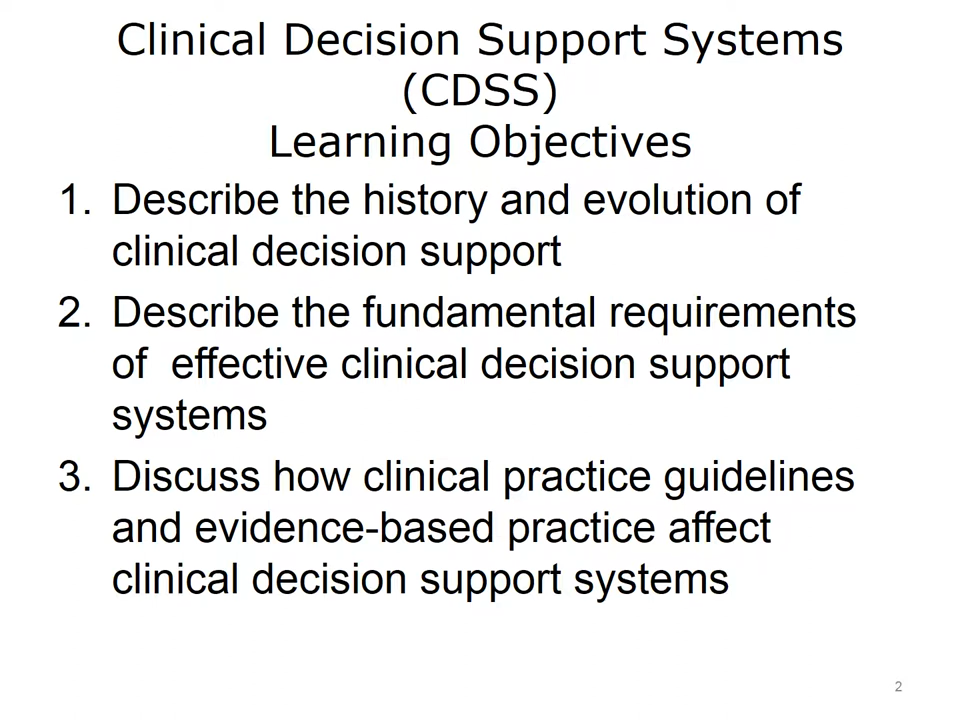 Clinical Decision Support Systems
(CDSS)
Learning Objectives
1. Describe the history and evolution of
clinical decision support
2. Describe the fundamental requirements
of  effective clinical decision support
systems
3. Discuss how clinical practice guidelines
and evidence-based practice affect
clinical decision support systems
2